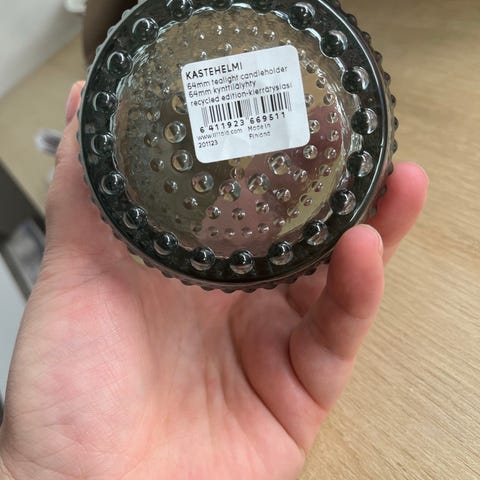 KASTEHELMI
64mm tealight candleholder
64mm kynttilälyhty
recycled edition-kierrätyslasi
6 411923 669511
www.iittala.com Made in
201123 Finland